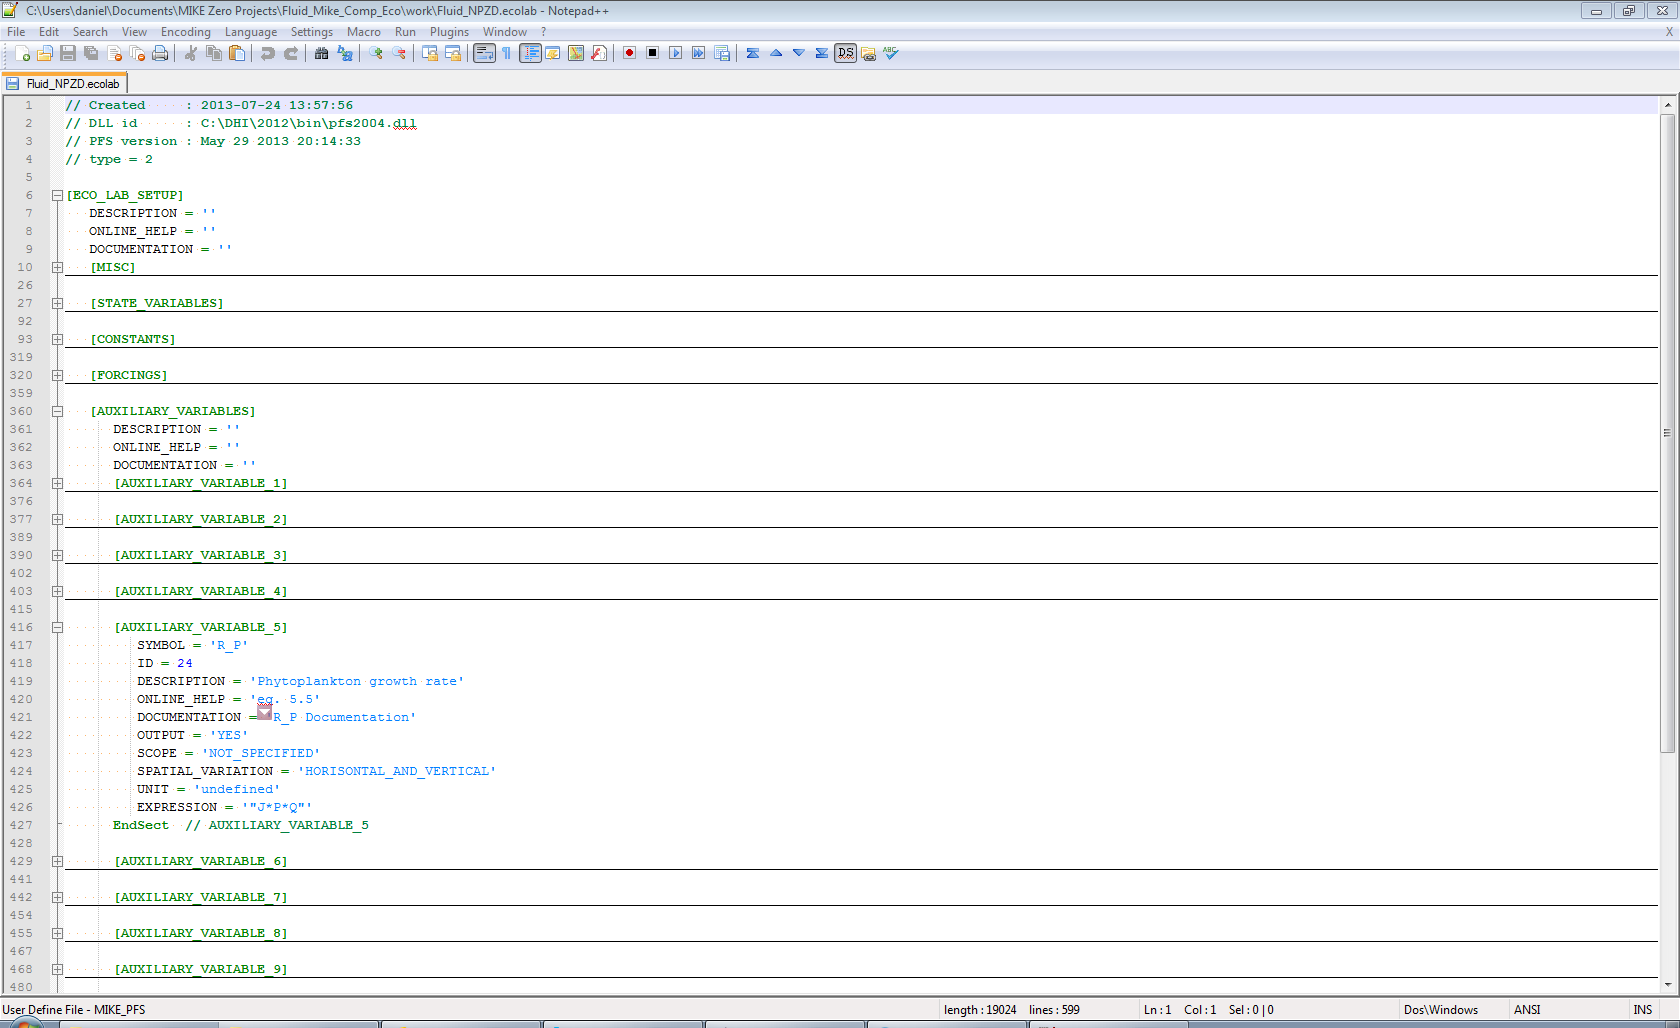 C:\Users\daniel\Documents\MIKE Zero Projects\Fluid_Mike_Comp_Eco\work\Fluid_NPZD.ecolab - Notepad++
File Edit Search View Encoding Language Settings Macro Run Plugins Window ? X
Fluid_NPZD.ecolab
1 // Created : 2013-07-24 13:57:56
2 // DLL id : C:\DHI\2012\bin\pfs2004.dll
3 // PFS version : May 29 2013 20:14:33
4 // type = 2
5
6 [ECO_LAB_SETUP]
7 DESCRIPTION = ''
8 ONLINE_HELP = ''
9 DOCUMENTATION = ''
10 [MISC]
26
27 [STATE_VARIABLES]
92
93 [CONSTANTS]
319
320 [FORCINGS]
359
360 [AUXILIARY_VARIABLES]
361 DESCRIPTION = ''
362 ONLINE_HELP = ''
363 DOCUMENTATION = ''
364 [AUXILIARY_VARIABLE_1]
376
377 [AUXILIARY_VARIABLE_2]
389
390 [AUXILIARY_VARIABLE_3]
402
403 [AUXILIARY_VARIABLE_4]
415
416 [AUXILIARY_VARIABLE_5]
417 SYMBOL = 'R_P'
418 ID = 24
419 DESCRIPTION = 'Phytoplankton growth rate'
420 ONLINE_HELP = 'eq. 5.5'
421 DOCUMENTATION = R_P Documentation'
422 OUTPUT = 'YES'
423 SCOPE = 'NOT_SPECIFIED'
424 SPATIAL_VARIATION = 'HORISONTAL_AND_VERTICAL'
425 UNIT = 'undefined'
426 EXPRESSION = '"J*P*Q"'
427 EndSect // AUXILIARY_VARIABLE_5
428
429 [AUXILIARY_VARIABLE_6]
441
442 [AUXILIARY_VARIABLE_7]
454
455 [AUXILIARY_VARIABLE_8]
467
468 [AUXILIARY_VARIABLE_9]
480
User Define File - MIKE_PFS length : 19024 lines : 599 Ln : 1 Col : 1 Sel : 0 | 0 Dos\Windows ANSI INS